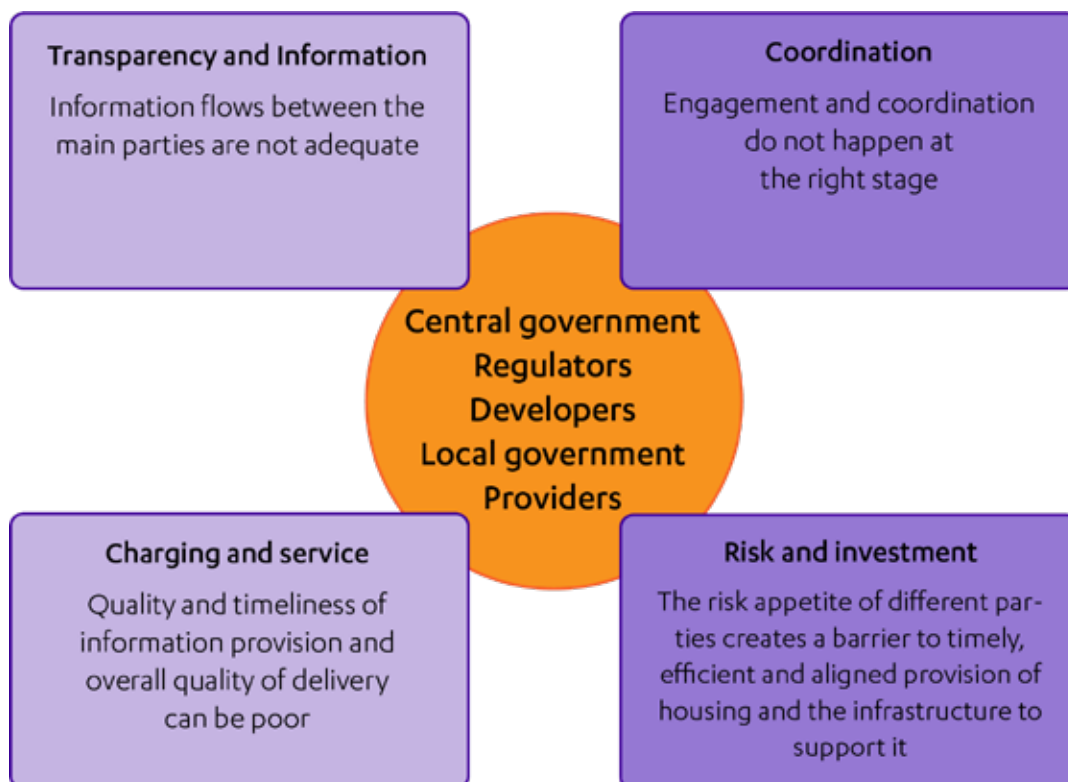 Transparency and Information
Information flows between the
main parties are not adequate
Coordination
Engagement and coordination
do not happen at
the right stage
Central government
Regulators
Developers
Local government
Providers
Charging and service
Quality and timeliness of
information provision and
overall quality of delivery
can be poor
Risk and investment
The risk appetite of different par-
ties creates a barrier to timely,
efficient and aligned provision of
housing and the infrastructure to
support it